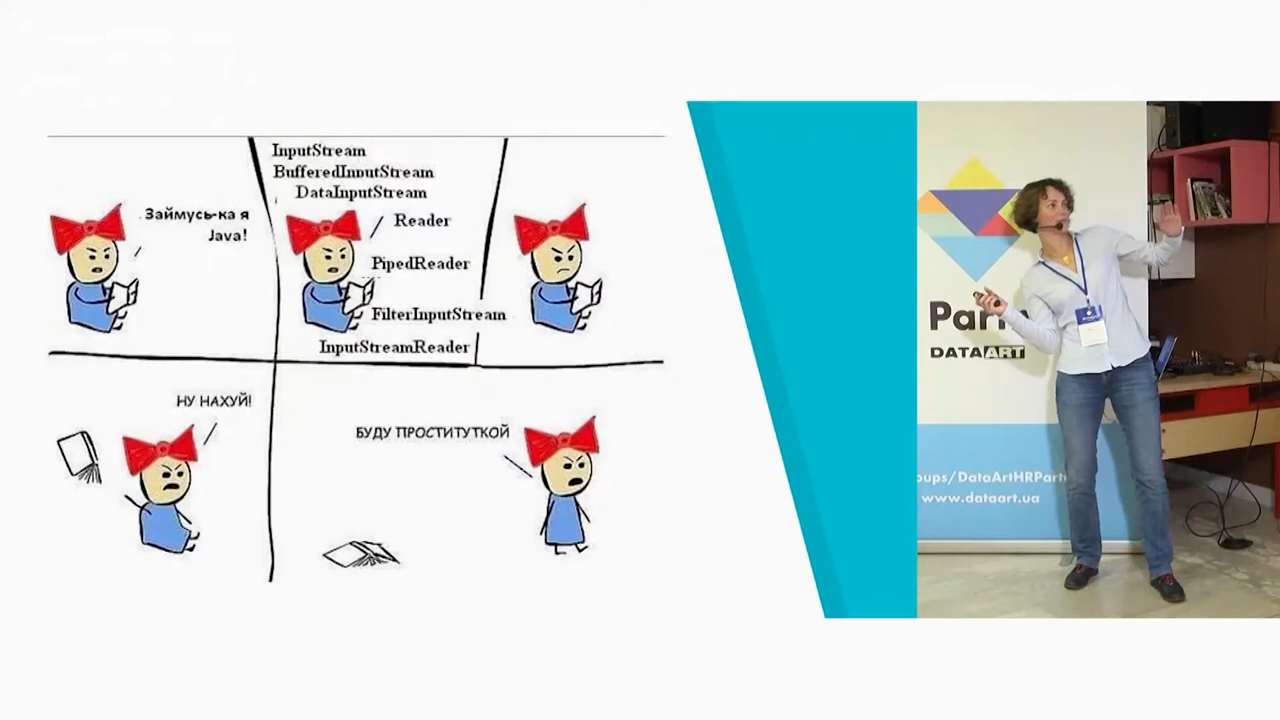 Займусь-ка я
Java!
InputStream
BufferedInputStream
DataInputStream
Reader
PipedReader
FilterInputStream
InputStreamReader
НУ НАХУЙ!
БУДУ ПРОСТИТУТКОЙ
DATAART
oups/DataArtHRPart
www.dataart.ua